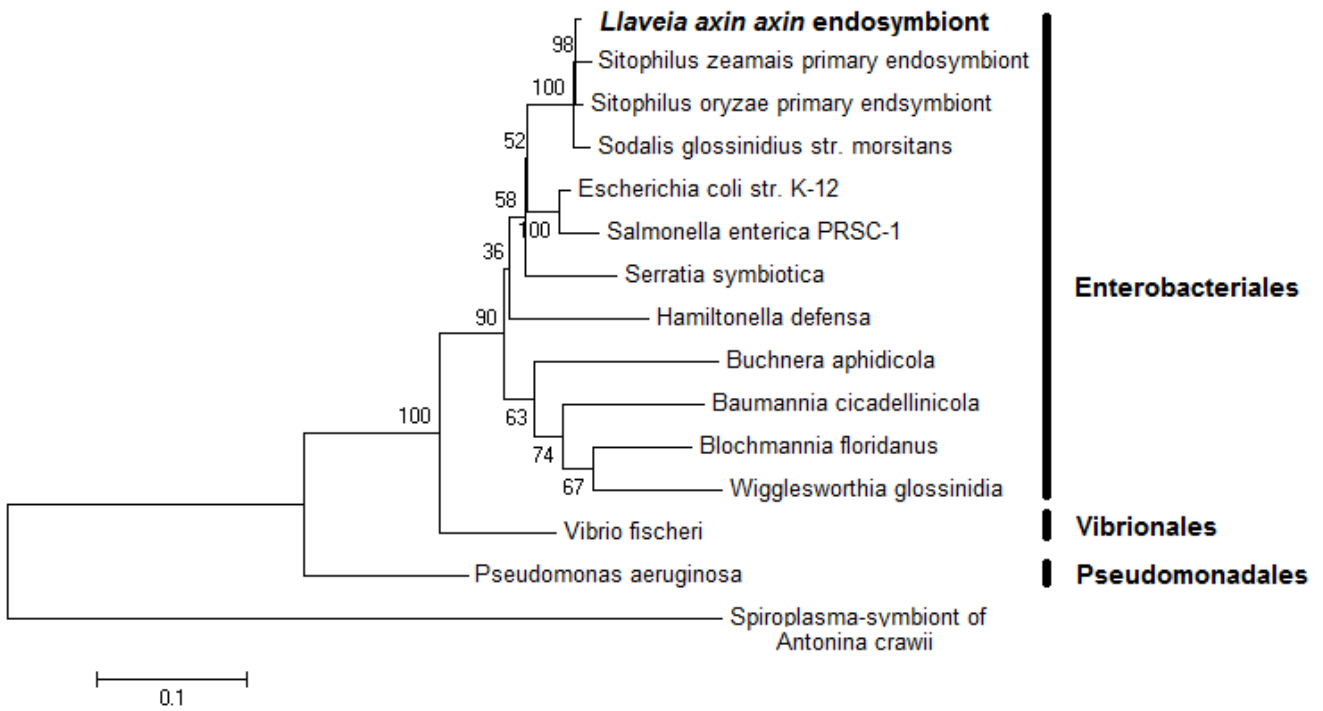 Llaveia axin axin endosymbiont
98
Sitophilus zeamais primary endosymbiont
100
Sitophilus oryzae primary endsymbiont
52
Sodalis glossinidius str. morsitans
Escherichia coli str. K-12
58
100
Salmonella enterica PRSC-1
36
Serratia symbiotica
Enterobacteriales
90
Hamiltonella defensa
Buchnera aphidicola
63
Baumannia cicadellinicola
100
74
Blochmannia floridanus
67
Wigglesworthia glossinidia
Vibrio fischeri
Vibrionales
Pseudomonas aeruginosa
Pseudomonadales
Spiroplasma-symbiont of
Antonina crawii
0.1